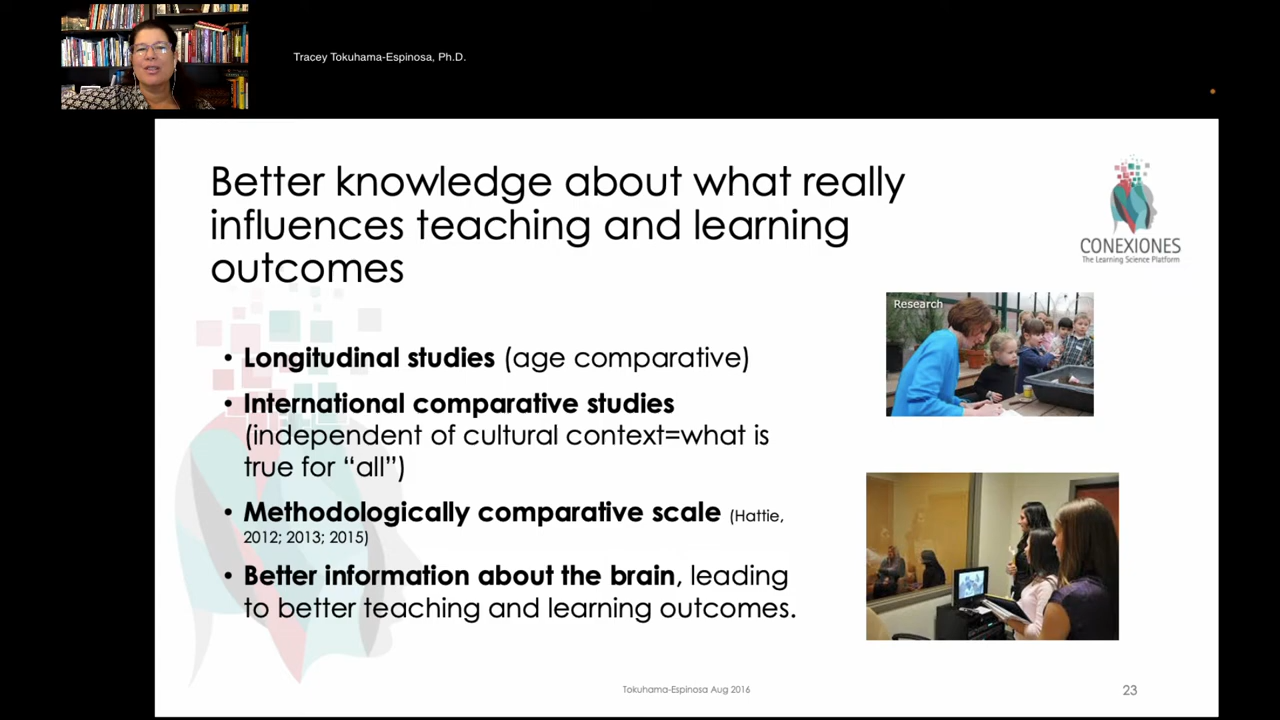 Tracey Tokuhama-Espinosa, Ph.D.
Better knowledge about what really
influences teaching and learning
outcomes
CONEXIONES
The Learning Science Platform
Research
• Longitudinal studies (age comparative)
• International comparative studies
(independent of cultural context=what is
true for “all”)
• Methodologically comparative scale (Hattie,
2012; 2013; 2015)
• Better information about the brain, leading
to better teaching and learning outcomes.
Tokuhama-Espinosa Aug 2016
23